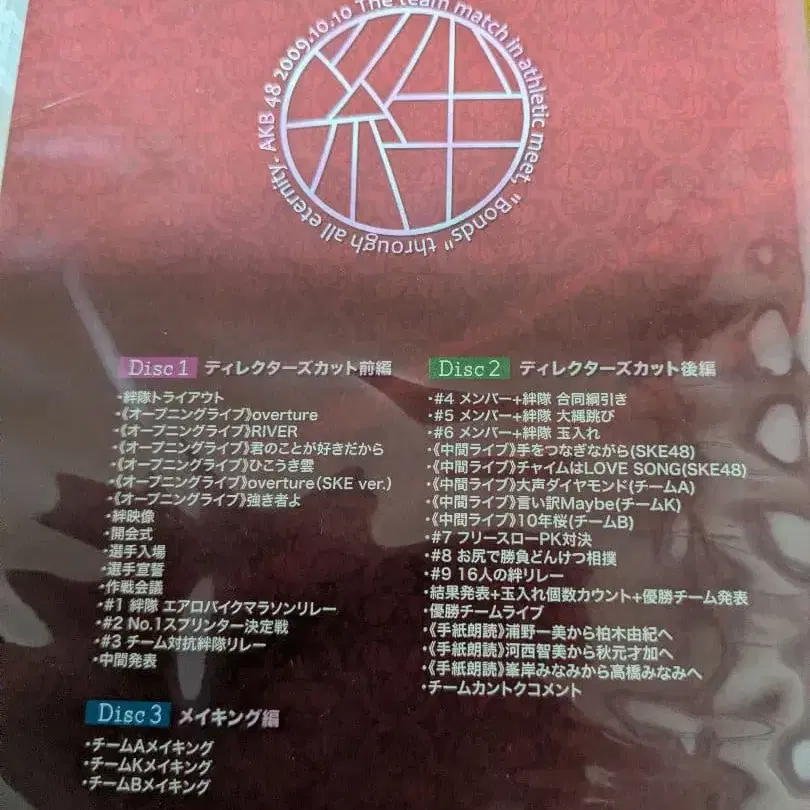 AKB 48 2009.10.10 The team match in athletic meet, "Bonds" through all eternity.
絆
Disc 1 ディレクターズカット前編
・絆隊トライアウト
・《オープニングライブ》overture
・《オープニングライブ》RIVER
・《オープニングライブ》君のことが好きだから
・《オープニングライブ》ひこうき雲
・《オープニングライブ》overture(SKE ver.)
・《オープニングライブ》強き者よ
・絆映像
・開会式
・選手入場
・選手宣誓
・作戦会議
・#1 絆隊 エアロバイクマラソンリレー
・#2 No.1スプリンター決定戦
・#3 チーム対抗絆隊リレー
・中間発表
Disc 2 ディレクターズカット後編
・#4 メンバー+絆隊 合同綱引き
・#5 メンバー+絆隊 大縄跳び
・#6 メンバー+絆隊 玉入れ
・《中間ライブ》手をつなぎながら(SKE48)
・《中間ライブ》チャイムはLOVE SONG(SKE48)
・《中間ライブ》大声ダイヤモンド(チームA)
・《中間ライブ》言い訳Maybe(チームK)
・《中間ライブ》10年桜(チームB)
・#7 フリースローPK対決
・#8 お尻で勝負どんけつ相撲
・#9 16人の絆リレー
・結果発表+玉入れ個数カウント+優勝チーム発表
・優勝チームライブ
・《手紙朗読》浦野一美から柏木由紀へ
・《手紙朗読》河西智美から秋元才加へ
・《手紙朗読》峯岸みなみから高橋みなみへ
・チームカントクコメント
Disc 3 メイキング編
・チームAメイキング
・チームKメイキング
・チームBメイキング